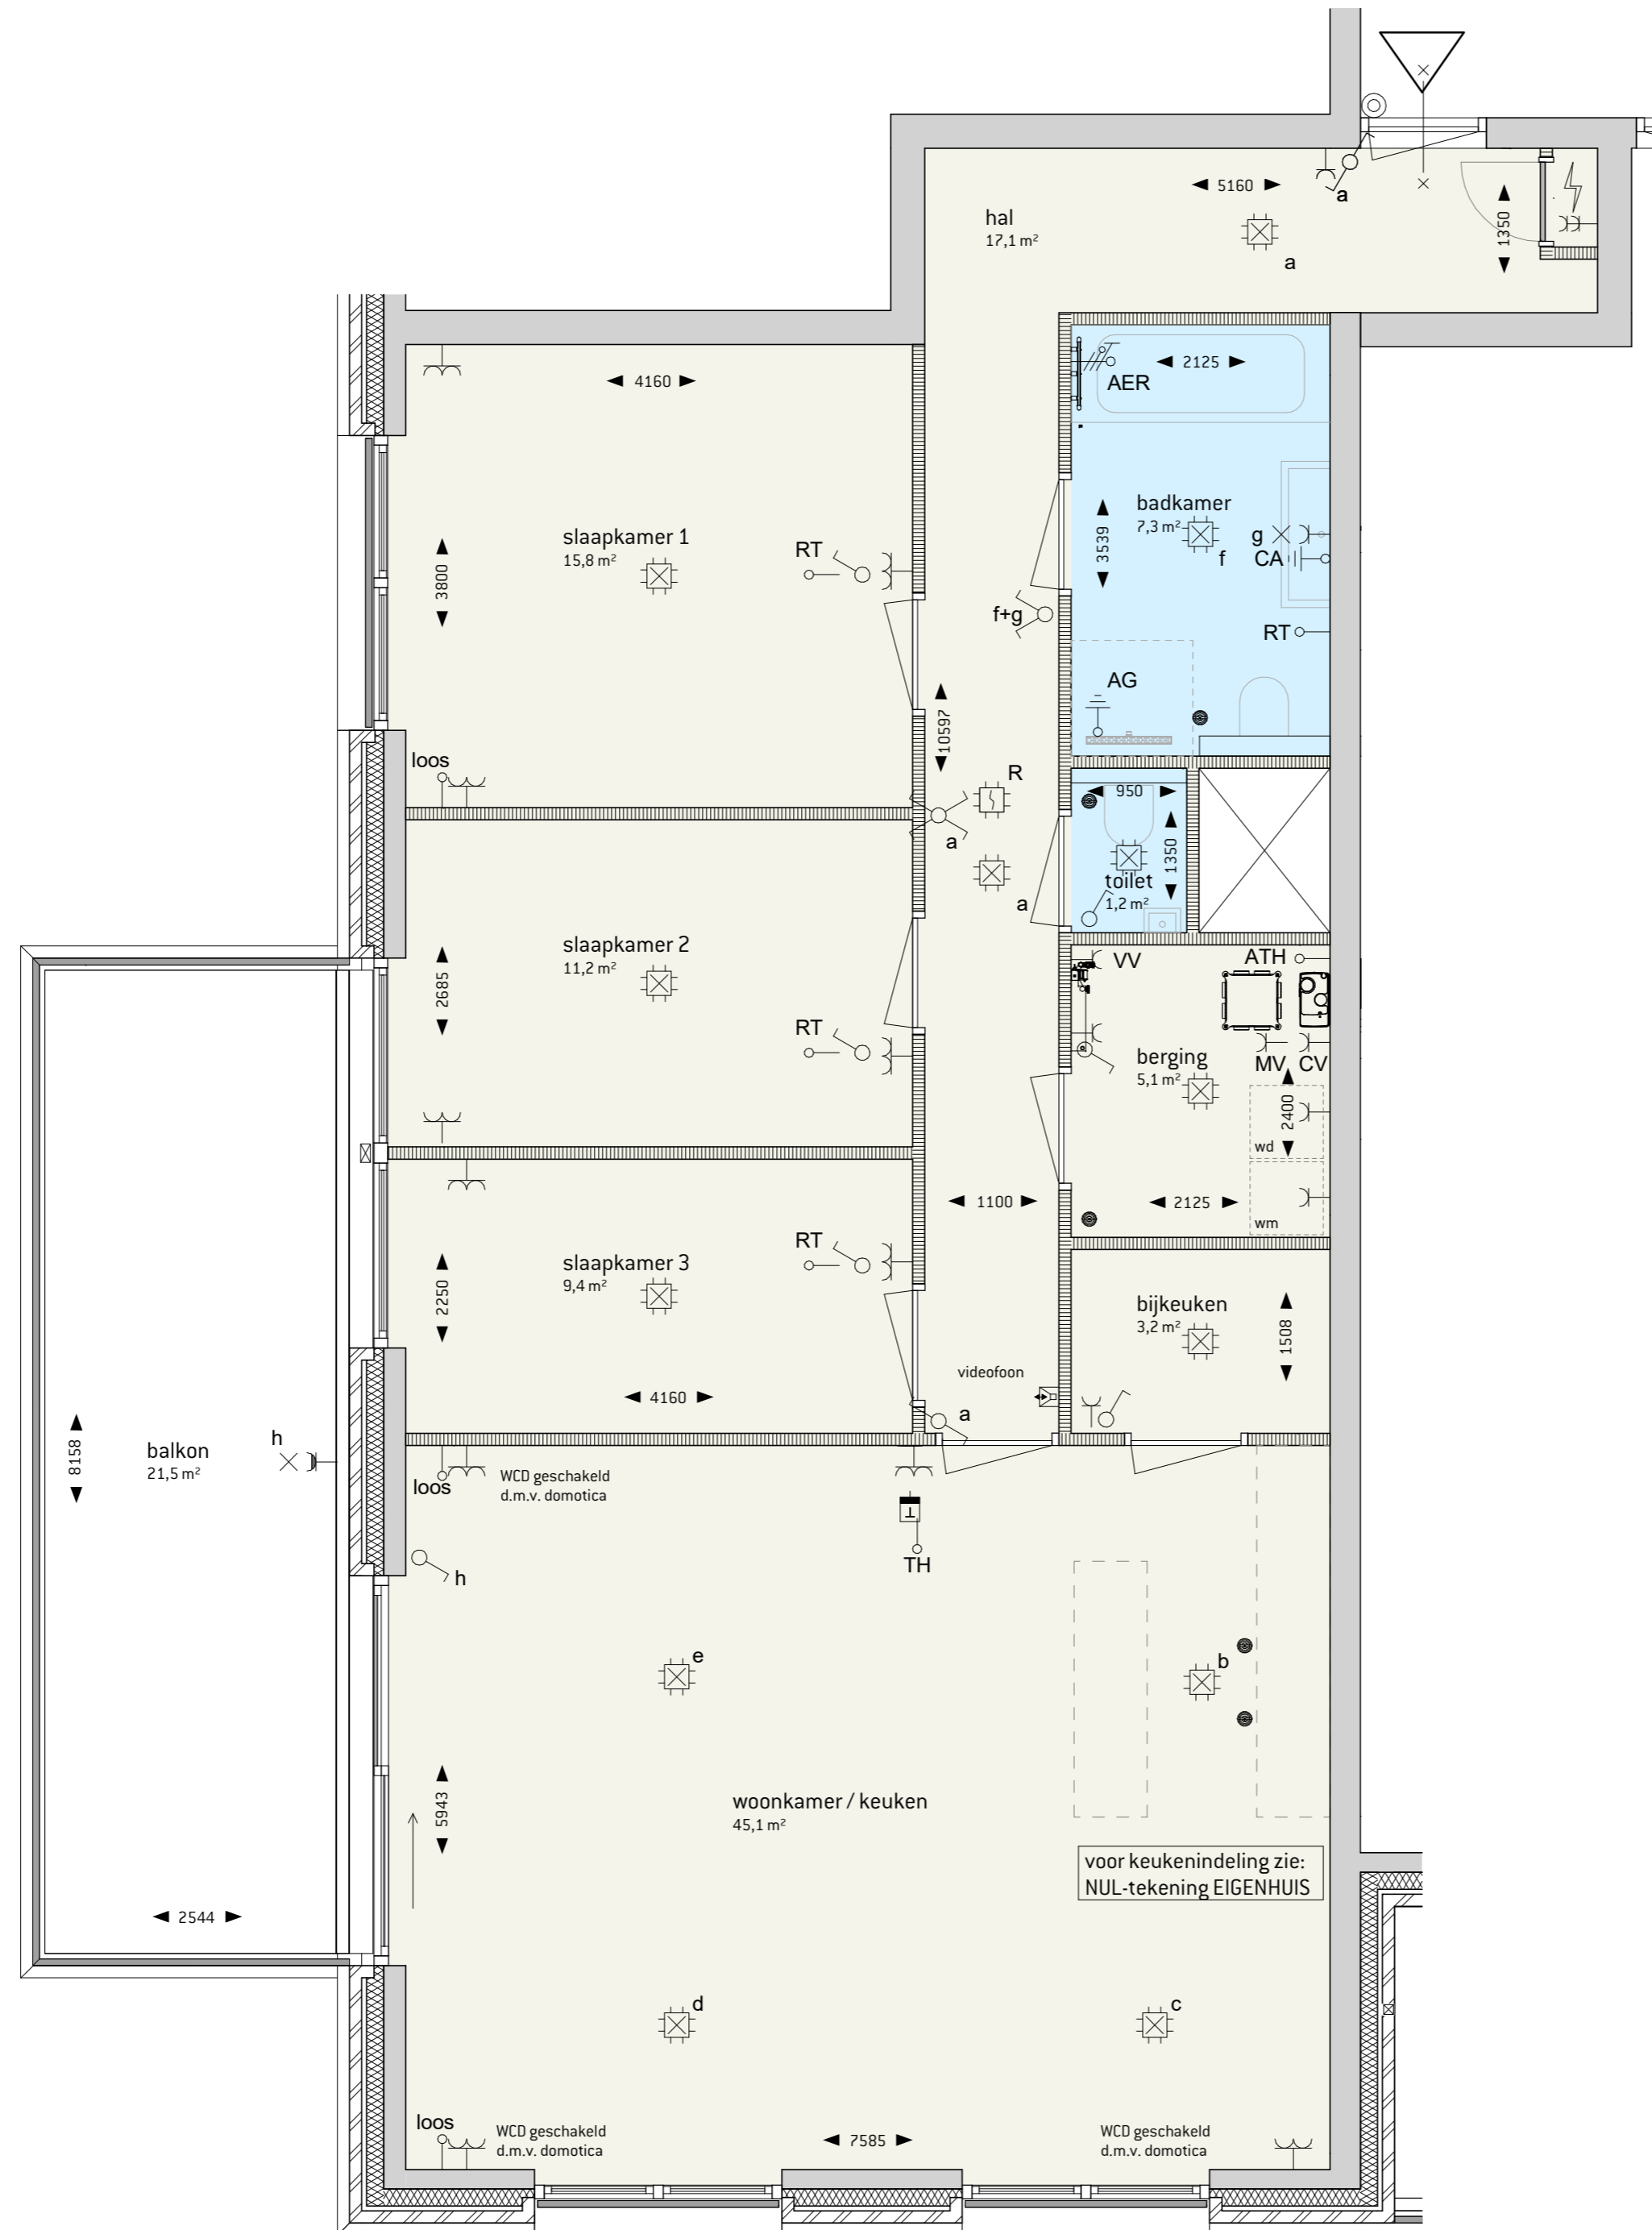 5160
a
hal
17,1 m²
a
1350
4160
2125
AER
slaapkamer 1
15,8 m²
RT
3800
badkamer
7,3 m²
3539
f
g
CA
f+g
RT
AG
10597
loos
R
a
950
1350
a
toilet
1,2 m²
slaapkamer 2
11,2 m²
2685
RT
VV
ATH
berging
5,1 m²
MV
CV
2400
wd
1100
2125
wm
slaapkamer 3
9,4 m²
RT
2250
bijkeuken
3,2 m²
1508
videofoon
4160
a
balkon
21,5 m²
8158
h
loos
WCD geschakeld
d.m.v. domotica
TH
h
e
b
woonkamer / keuken
45,1 m²
5943
voor keukenindeling zie:
NUL-tekening EIGENHUIS
2544
d
c
loos
WCD geschakeld
d.m.v. domotica
7585
WCD geschakeld
d.m.v. domotica